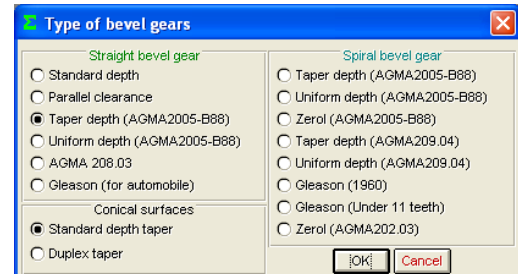 Σ Type of bevel gears
Straight bevel gear
Standard depth
Parallel clearance
Taper depth (AGMA2005-B88)
Uniform depth (AGMA2005-B88)
AGMA 208.03
Gleason (for automobile)
Conical surfaces
Standard depth taper
Duplex taper
Spiral bevel gear
Taper depth (AGMA2005-B88)
Uniform depth (AGMA2005-B88)
Zerol (AGMA2005-B88)
Taper depth (AGMA209.04)
Uniform depth (AGMA209.04)
Gleason (1960)
Gleason (Under 11 teeth)
Zerol (AGMA202.03)
OK Cancel